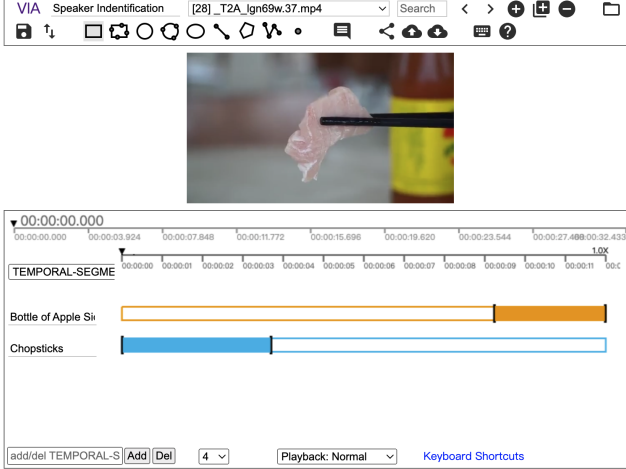 VIA Speaker Indentification [28] _T2A_lgn69w.37.mp4 Search < >
00:00:00.000
00:00:00.000 00:00:03.924 00:00:07.848 00:00:11.772 00:00:15.696 00:00:19.620 00:00:23.544 00:00:32.433
1.0X
TEMPORAL-SEGME 00:00:00 00:00:01 00:00:02 00:00:03 00:00:04 00:00:05 00:00:06 00:00:07 00:00:08 00:00:09 00:00:10 00:00:11
Bottle of Apple
Chopsticks
add/del TEMPORAL-S Add Del 4 Playback: Normal Keyboard Shortcuts